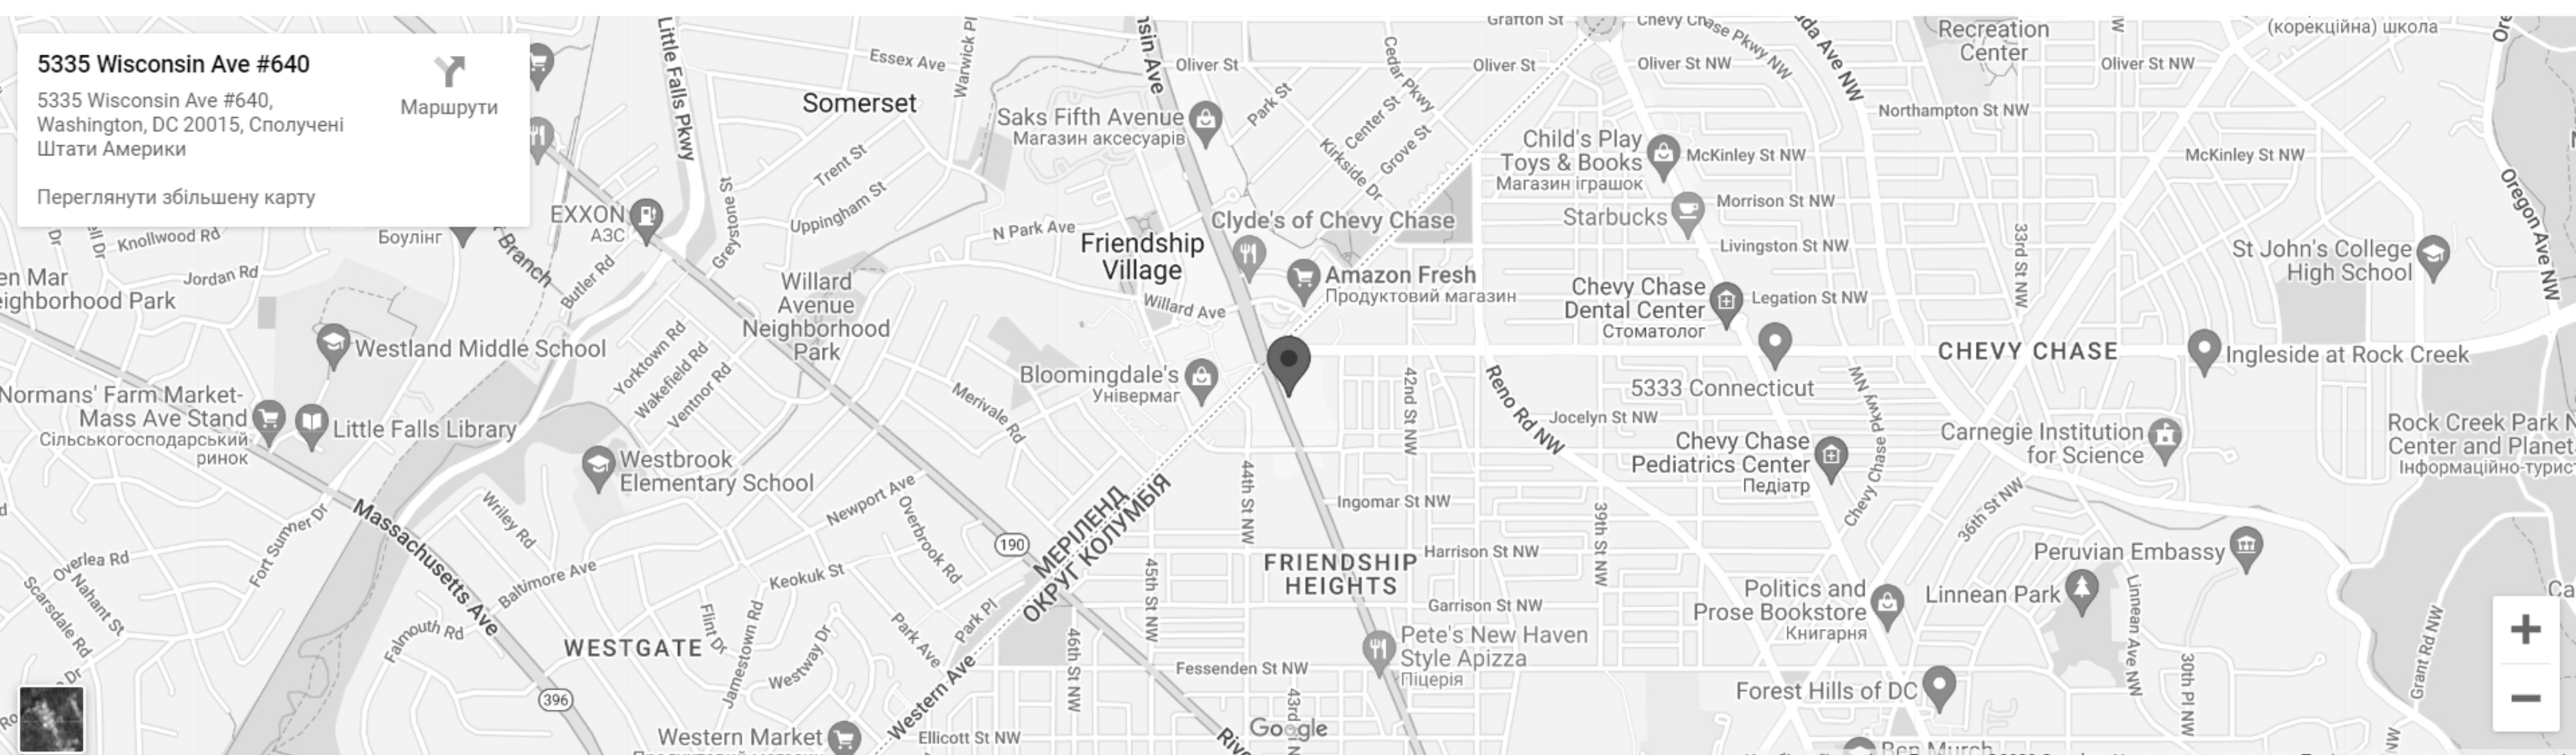 5335 Wisconsin Ave #640
5335 Wisconsin Ave #640,
Washington, DC 20015, Сполучені
Штати Америки
Маршрути
Переглянути збільшену карту
Little Falls Pkwy
Essex Ave
Warwick Pl
Somerset
Oliver St
Grafton St
Chevy Chase Pkwy NW
Oliver St
Oliver St NW
Recreation
Center
(корекційна) школа
Oliver St NW
Cedar Pkwy
Park St
Center St
Grove St
Kirkside Dr
Northampton St NW
Saks Fifth Avenue
Магазин аксесуарів
Child's Play
Toys & Books
Магазин іграшок
McKinley St NW
McKinley St NW
Trent St
Uppingham St
Greystone St
EXXON
АЗС
Боулінг
Knollwood Rd
Jordan Rd
Butler Rd
Branch
N Park Ave
Friendship
Village
Clyde's of Chevy Chase
Starbucks
Morrison St NW
Livingston St NW
33rd St NW
Oregon Ave NW
St John's College
High School
Willard
Avenue
Neighborhood
Park
Willard Ave
Amazon Fresh
Продуктовий магазин
Chevy Chase
Dental Center
Стоматолог
Legation St NW
Westland Middle School
Yorktown Rd
Wakefield Rd
Ventnor Rd
Bloomingdale's
Універмаг
Merivale Rd
42nd St NW
Reno Rd NW
5333 Connecticut
CHEVY CHASE
Ingleside at Rock Creek
Normans' Farm Market-
Mass Ave Stand
Сільськогосподарський
ринок
Little Falls Library
Westbrook
Elementary School
Jocelyn St NW
Chevy Chase
Pediatrics Center
Педіатр
Chevy Chase Pkwy NW
Carnegie Institution
for Science
Rock Creek Park
Massachusetts Ave
Fort Sumner Dr
Wriley Rd
Newport Ave
Overbrook Rd
190
МЕРІЛЕНД
ОКРУГ КОЛУМБІЯ
44th St NW
Ingomar St NW
39th St NW
36th St NW
Peruvian Embassy
Overlea Rd
Nahant St
Scarsdale Rd
Baltimore Ave
Keokuk St
45th St NW
FRIENDSHIP
HEIGHTS
Harrison St NW
Garrison St NW
Politics and
Prose Bookstore
Книгарня
Linnean Park
Linnean Ave NW
Falmouth Rd
WESTGATE
Flint Dr
Jamestown Rd
Westway Dr
Park Ave
Park Pl
Western Ave
46th St NW
Fessenden St NW
Pete's New Haven
Style Apizza
Піцерія
Forest Hills of DC
30th Pl NW
Grant Rd NW
396
Western Market
Ellicott St NW
43rd
Google